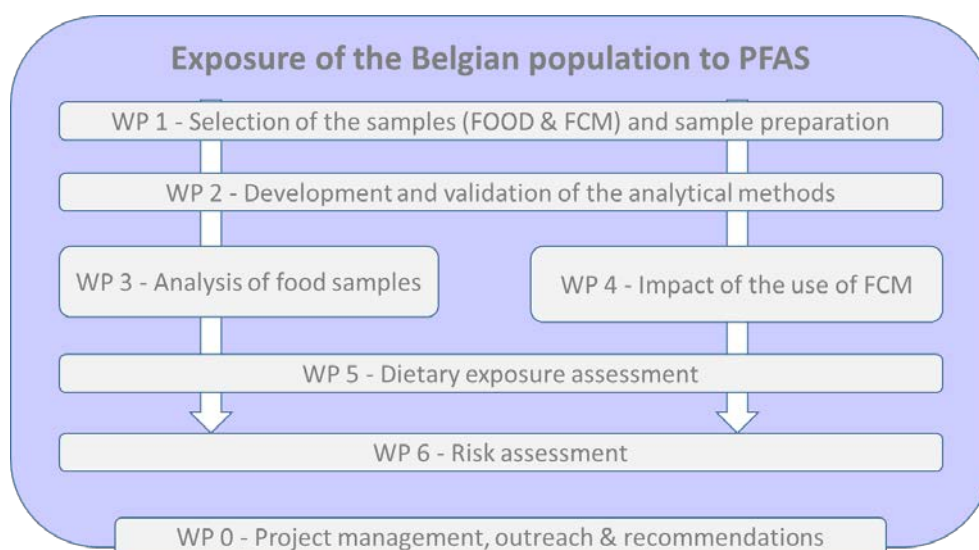 Exposure of the Belgian population to PFAS
WP 1 - Selection of the samples (FOOD & FCM) and sample preparation
WP 2 - Development and validation of the analytical methods
WP 3 - Analysis of food samples
WP 4 - Impact of the use of FCM
WP 5 - Dietary exposure assessment
WP 6 - Risk assessment
WP 0 - Project management, outreach & recommendations